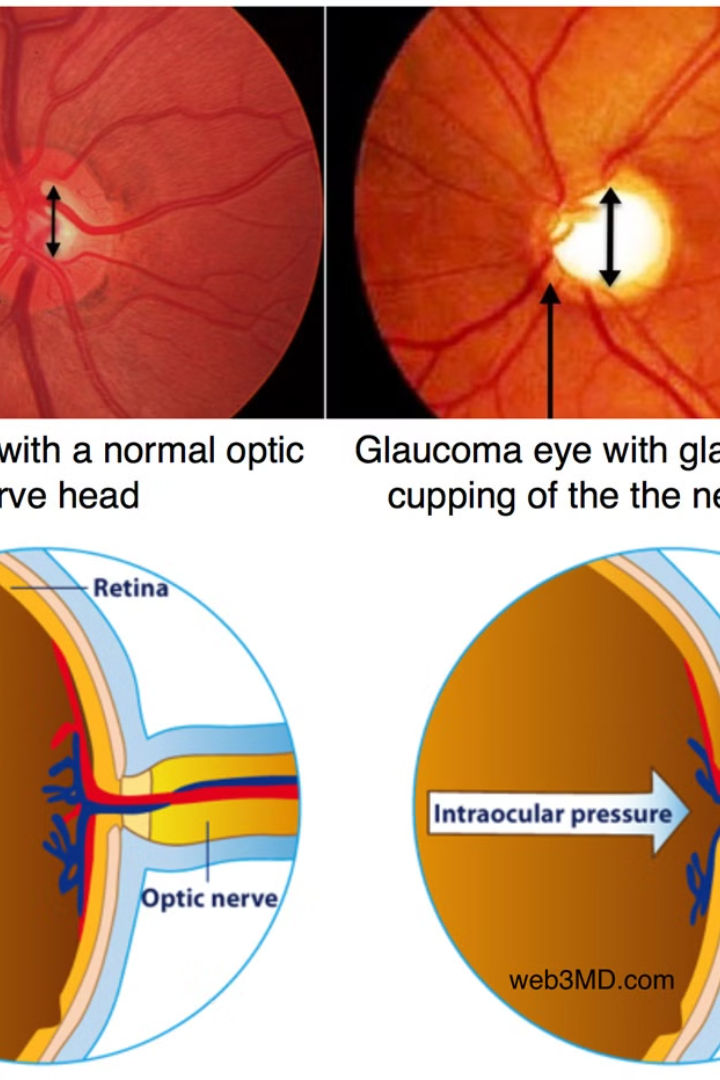 with a normal optic
rve head
Glaucoma eye with gla
cupping of the the ne
Retina
Optic nerve
Intraocular pressure
web3MD.com